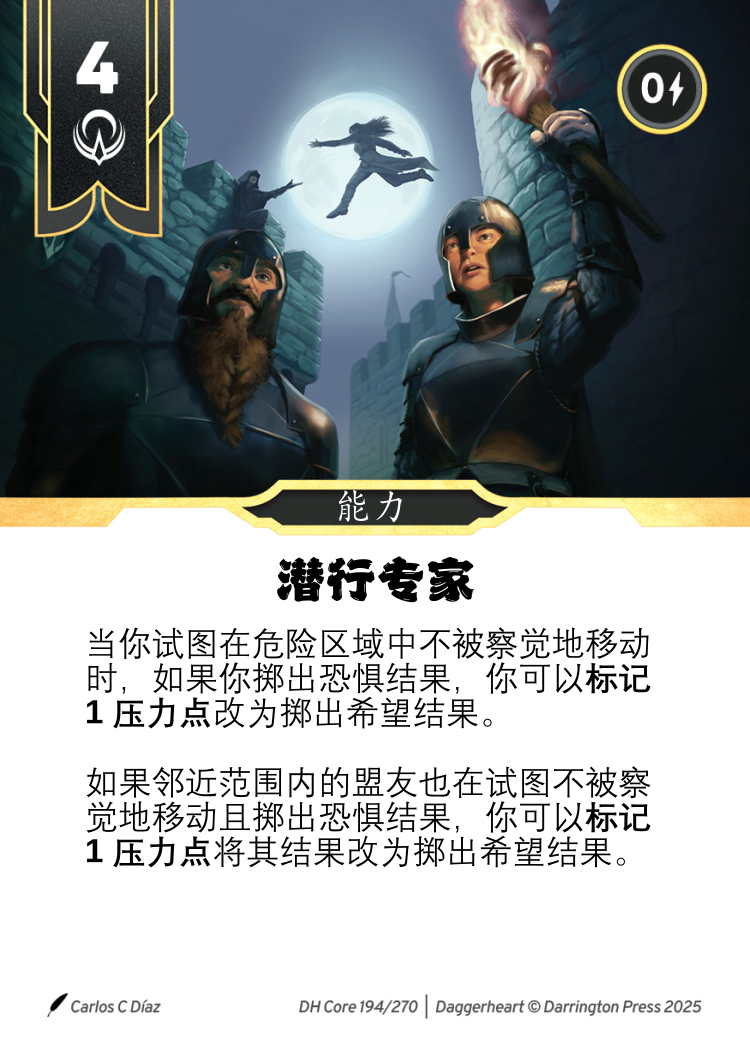 4
0
能力
潜行专家
当你试图在危险区域中不被察觉地移动
时，如果你掷出恐惧结果，你可以标记
1 压力点改为掷出希望结果。
如果邻近范围内的盟友也在试图不被察
觉地移动且掷出恐惧结果，你可以标记
1 压力点将其结果改为掷出希望结果。
Carlos C Díaz
DH Core 194/270 | Daggerheart © Darrington Press 2025